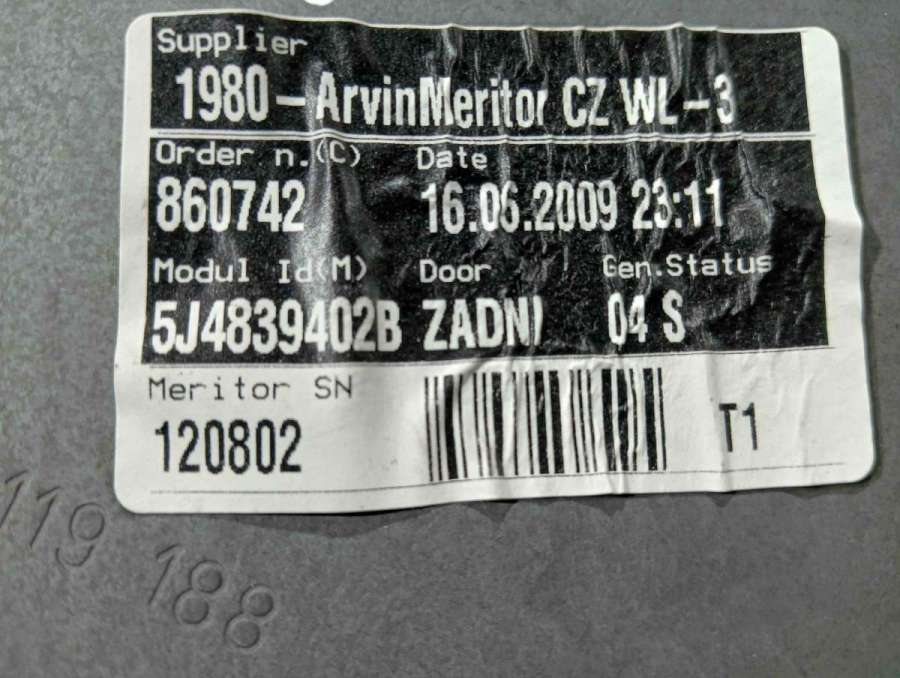 Supplier
1980-ArvinMeritor CZ WL-3
Order n.(C) Date
860742 16.06.2009 23:11
Modul Id(M) Door Gen.Status
5J4839402B ZADNI 04 S
Meritor SN
120802 T1
119 188